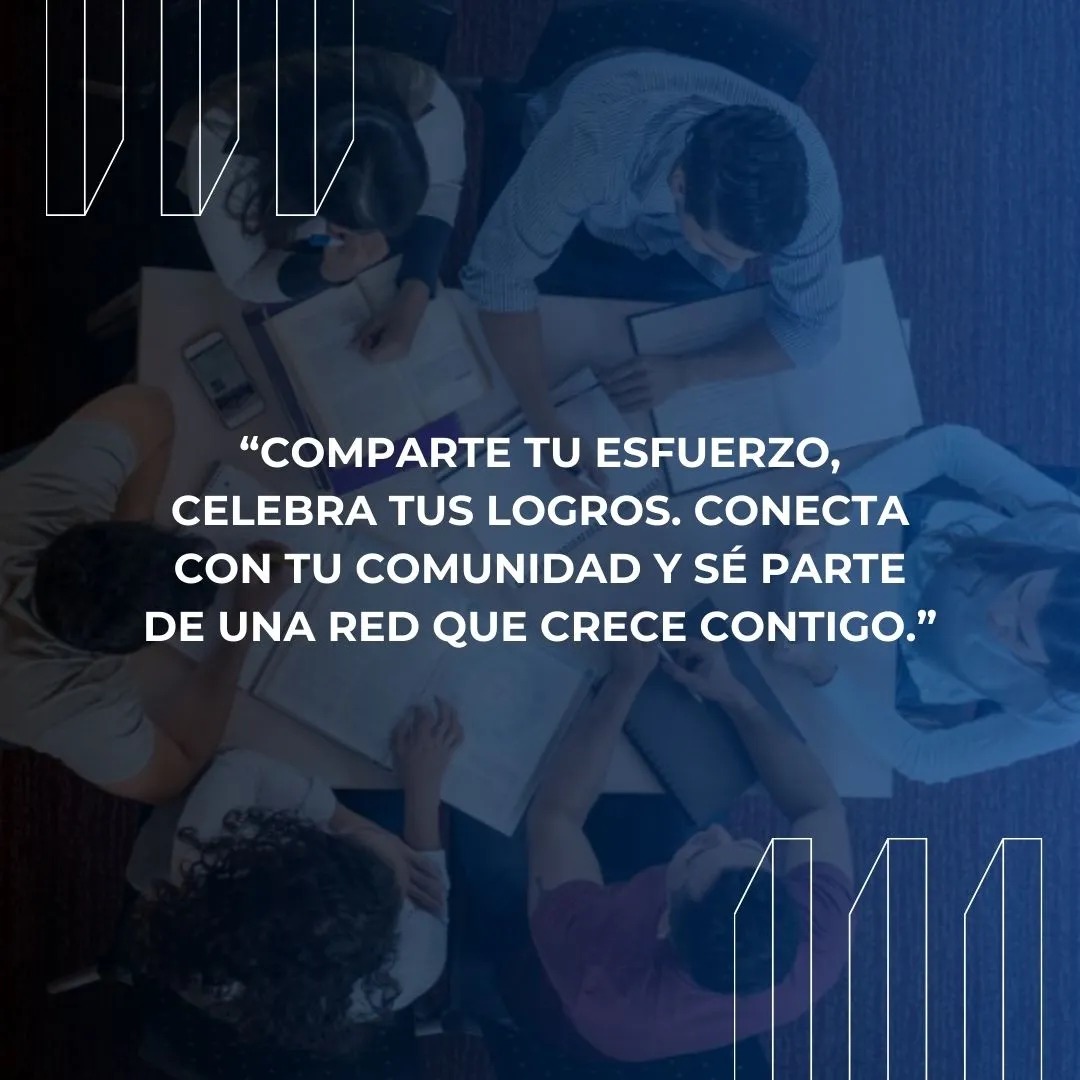 “COMPARTE TU ESFUERZO,
CELEBRA TUS LOGROS. CONECTA
CON TU COMUNIDAD Y SÉ PARTE
DE UNA RED QUE CRECE CONTIGO.”